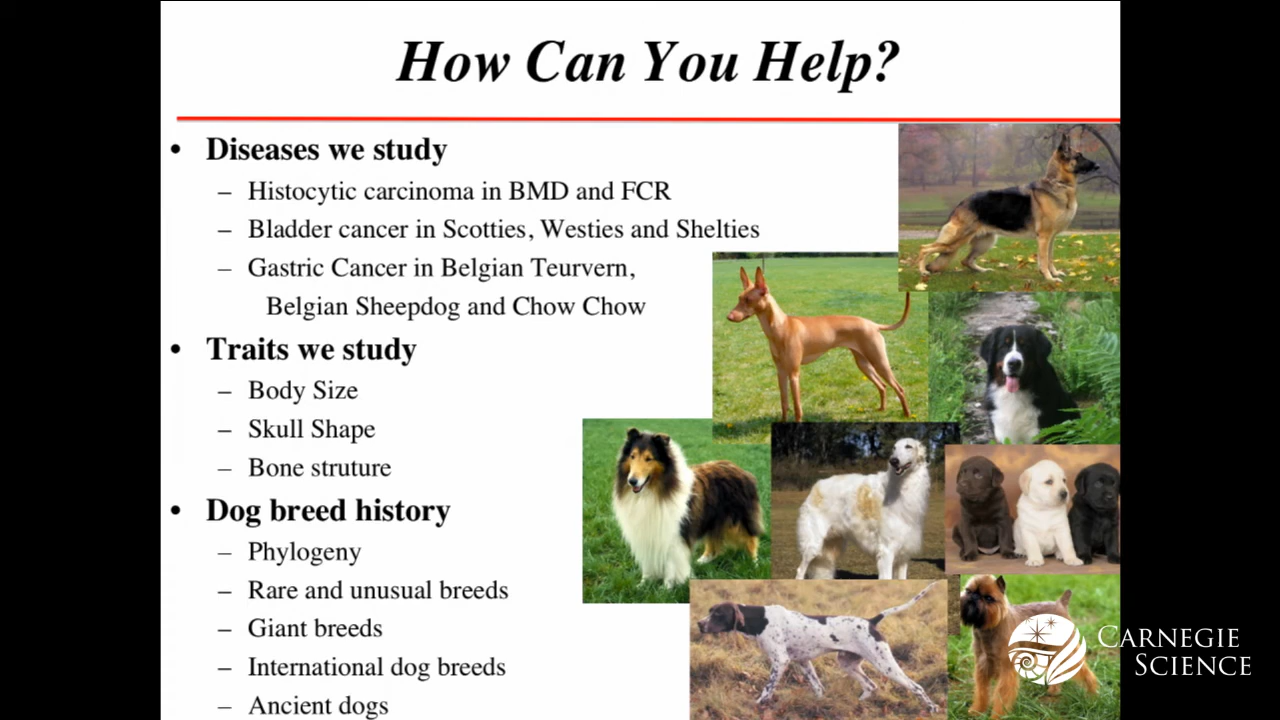 How Can You Help?
• Diseases we study
– Histocytic carcinoma in BMD and FCR
– Bladder cancer in Scotties, Westies and Shelties
– Gastric Cancer in Belgian Teurvern,
Belgian Sheepdog and Chow Chow
• Traits we study
– Body Size
– Skull Shape
– Bone struture
• Dog breed history
– Phylogeny
– Rare and unusual breeds
– Giant breeds
– International dog breeds
– Ancient dogs
CARNEGIE
SCIENCE